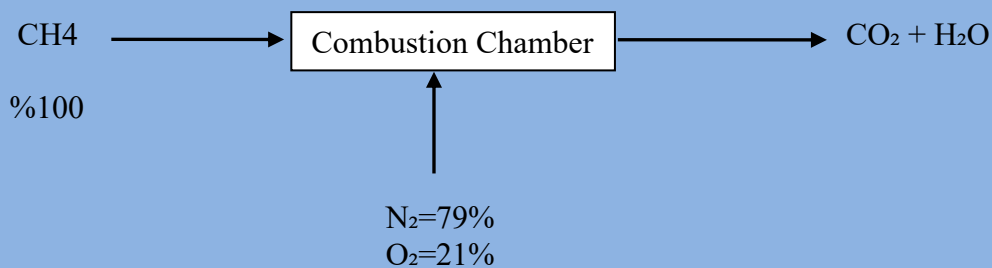 CH4
Combustion Chamber
CO₂ + H₂O
%100
N₂=79%
O₂=21%